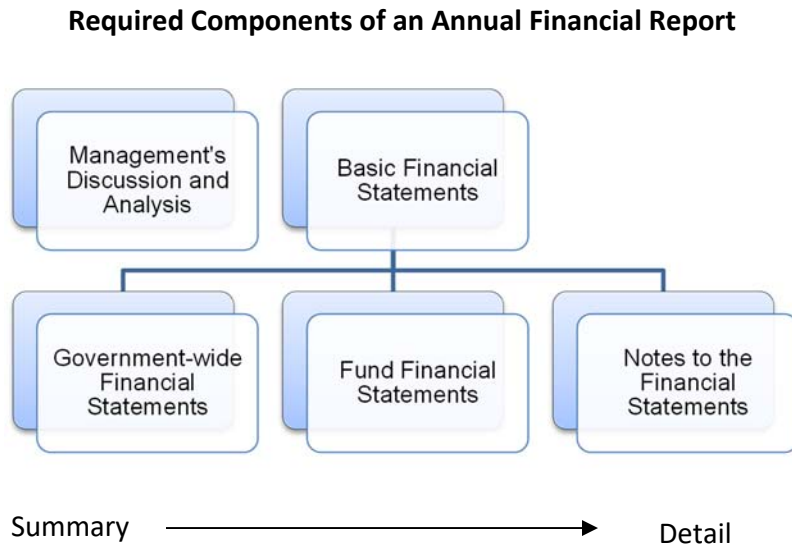 Required Components of an Annual Financial Report
Management's
Discussion and
Analysis
Basic Financial
Statements
Government-wide
Financial
Statements
Fund Financial
Statements
Notes to the
Financial
Statements
Summary
Detail